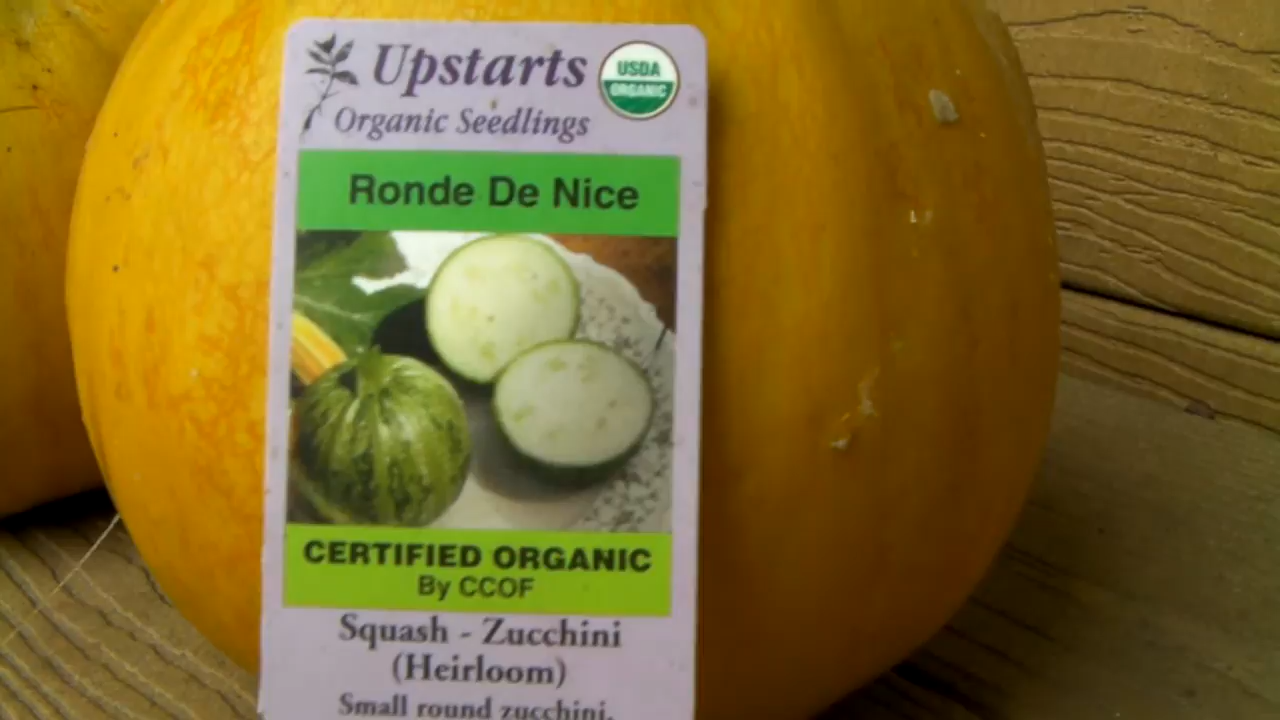 Upstarts
USDA
ORGANIC
Organic Seedlings
Ronde De Nice
CERTIFIED ORGANIC
By CCOF
Squash - Zucchini
(Heirloom)
Small round zucchini.